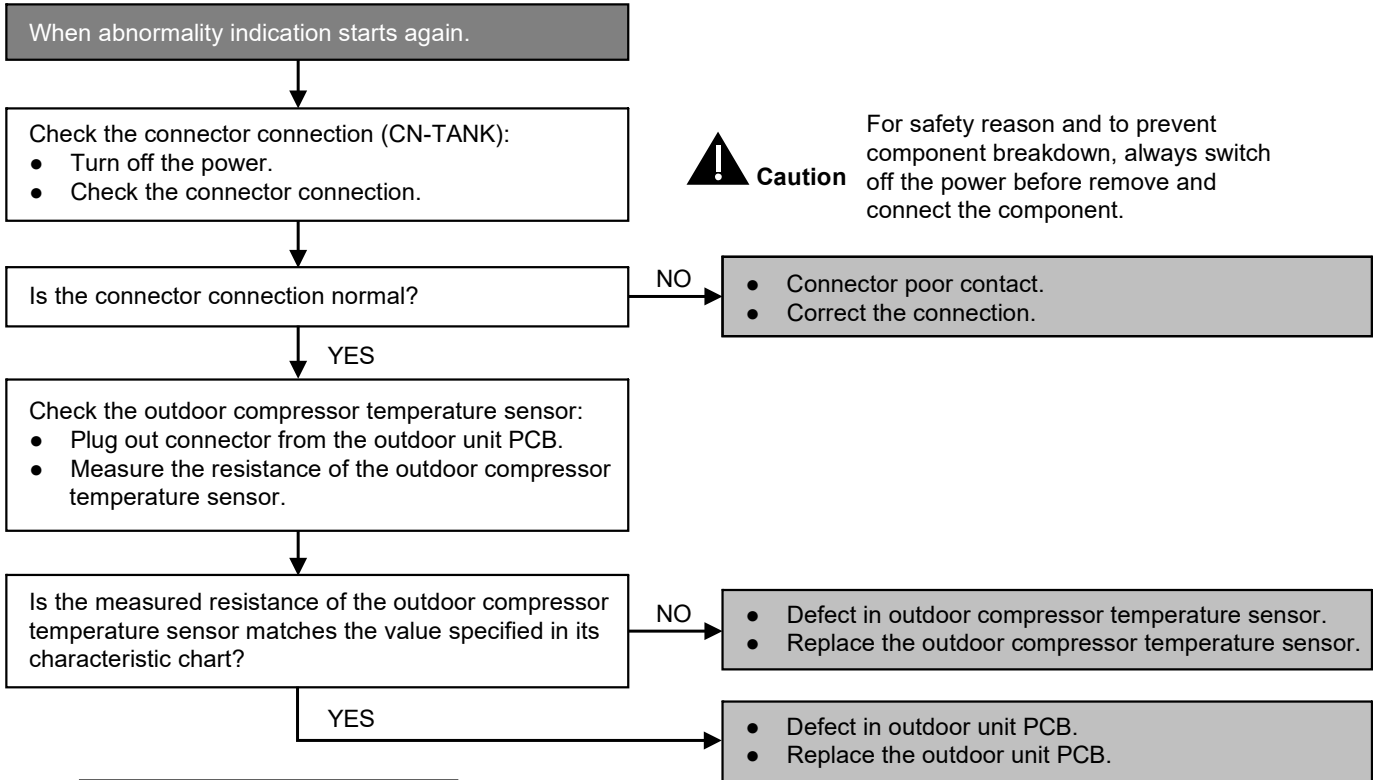 When abnormality indication starts again.
Check the connector connection (CN-TANK):
● Turn off the power.
● Check the connector connection.
Caution
For safety reason and to prevent
component breakdown, always switch
off the power before remove and
connect the component.
Is the connector connection normal?
NO
● Connector poor contact.
● Correct the connection.
YES
Check the outdoor compressor temperature sensor:
● Plug out connector from the outdoor unit PCB.
● Measure the resistance of the outdoor compressor
temperature sensor.
Is the measured resistance of the outdoor compressor
temperature sensor matches the value specified in its
characteristic chart?
NO
● Defect in outdoor compressor temperature sensor.
● Replace the outdoor compressor temperature sensor.
YES
● Defect in outdoor unit PCB.
● Replace the outdoor unit PCB.